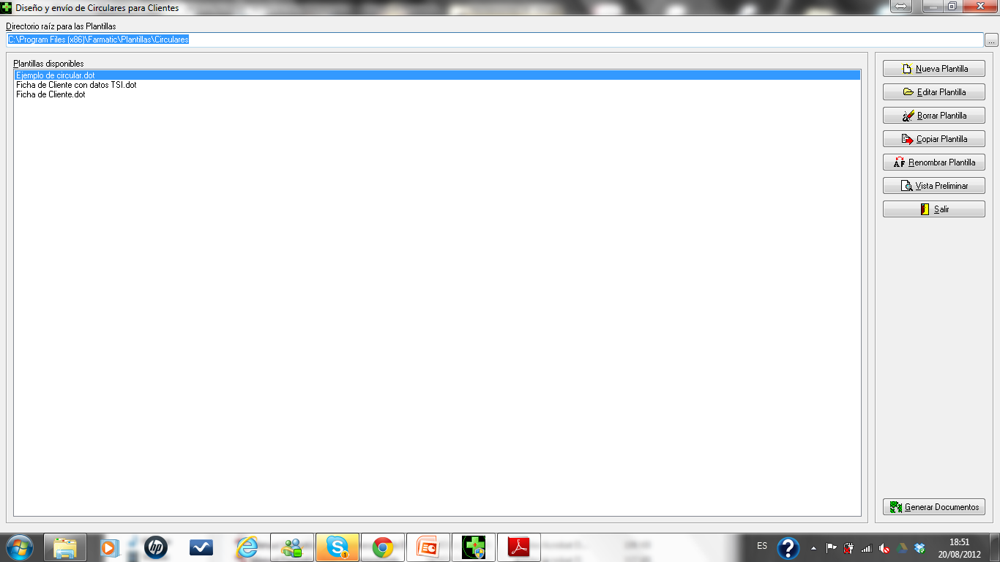 Diseño y envío de Circulares para Clientes
Directorio raíz para las Plantillas
C:\Program Files (x86)\Farmatic\Plantillas\Circulares
...
Plantillas disponibles
Ejemplo de circular.dot
Ficha de Cliente con datos TSI.dot
Ficha de Cliente.dot
Nueva Plantilla
Editar Plantilla
Borrar Plantilla
Copiar Plantilla
Renombrar Plantilla
Vista Preliminar
Salir
Generar Documentos
hp
1
ES
18:51
20/08/2012